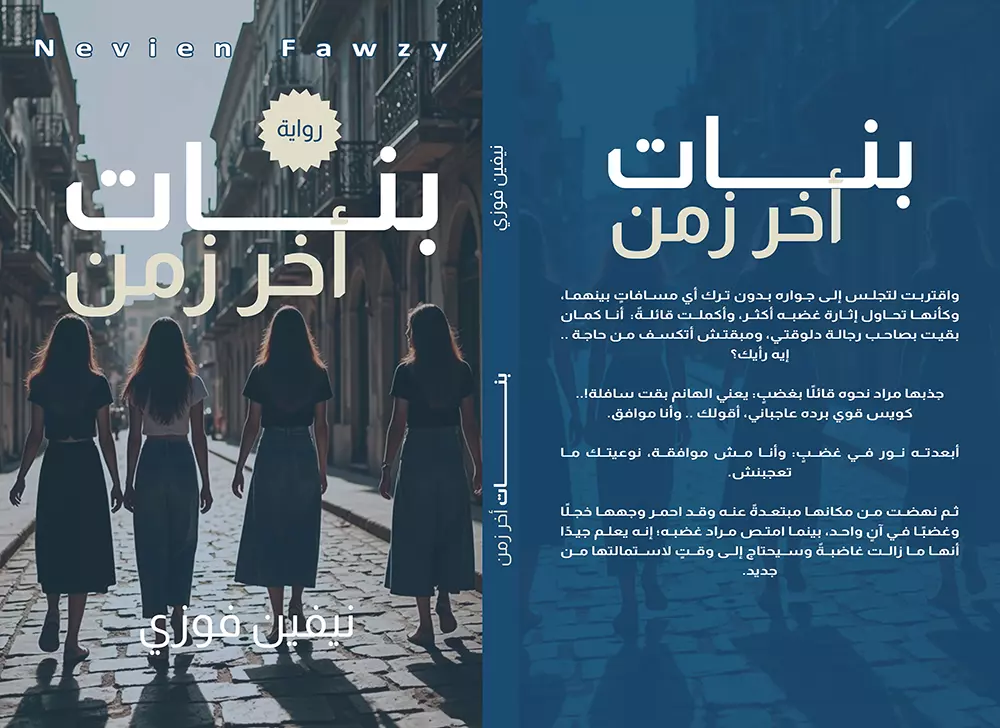 Nevien Fawzy
رواية
بنــــات
أخر زمن
نيفين فوزي
نيفين فوزي
بنــــات أخر زمن
بنــــات
أخر زمن
واقتربت لتجلس إلى جواره بدون ترك أي مسافاتٍ بينهما،
وكأنها تحاول إثارة غضبه أكثر، وأكملت قائلةً: أنا كمان
بقيت بصاحب رجالة دلوقتي، ومبقتش أتكسف من حاجة ..
إيه رأيك؟
جذبها مراد نحوه قائلًا بغضبٍ: يعني الهانم بقت سافلة!..
كويس قوي برده عاجباني، أقولك .. وأنا موافق.
أبعدته نور في غضبٍ: وأنا مش موافقة، نوعيتك ما
تعجبنش.
ثم نهضت من مكانها مبتعدةً عنه وقد احمر وجهها خجلًا
وغضبًا في آنٍ واحد، بينما امتص مراد غضبه؛ إنه يعلم جيدًا
أنها ما زالت غاضبةً وسيحتاج إلى وقتٍ لاستمالتها من
جديد.